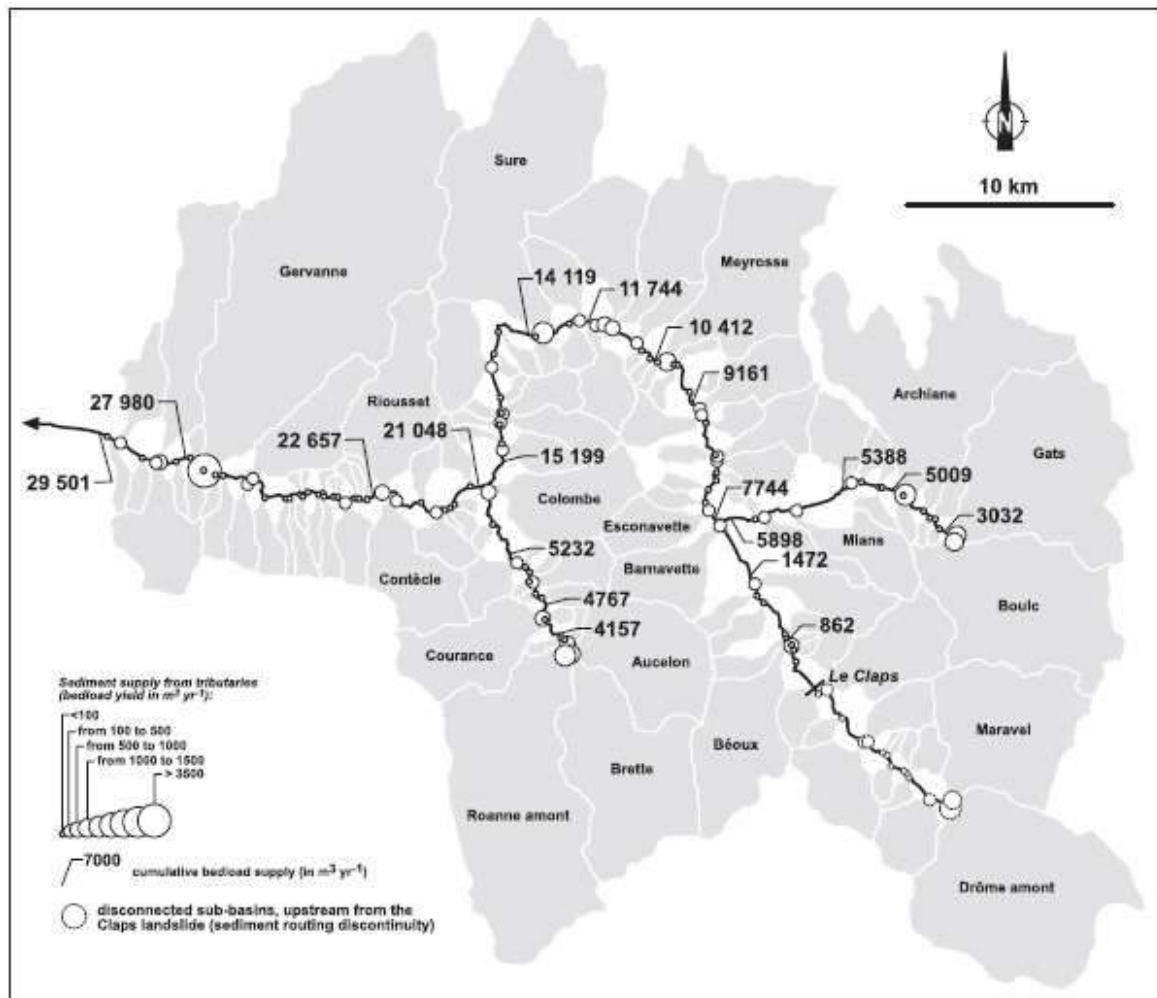 N
10 km
Sure
Meyrosse
Gervanne
14 119
11 744
10 412
9161
Archiane
Riousset
27 980
22 657
21 048
15 199
29 501
Gats
5388
5009
3032
7744
Colombe
Esconavette
5898
Mians
1472
5232
Barnavette
Contècle
Boulc
4767
862
4157
Courance
Aucelon
Le Claps
Sediment supply from tributaries
(bedload yield in m³ yr⁻¹):
<100
from 100 to 500
from 500 to 1000
from 1000 to 1500
> 3500
Maravel
Béoux
Brette
Roanne amont
7000
cumulative bedload supply (in m³ yr⁻¹)
Drôme amont
disconnected sub-basins, upstream from the
Claps landslide (sediment routing discontinuity)